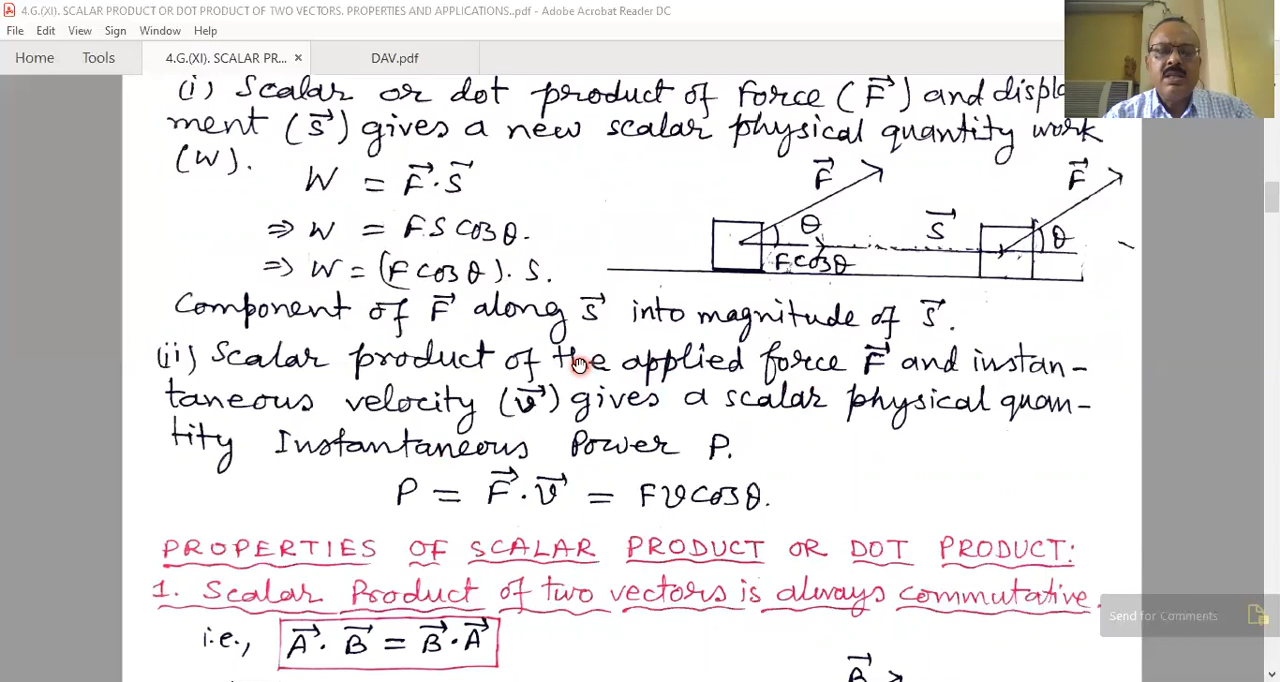 4.G.(XI). SCALAR PRODUCT OR DOT PRODUCT OF TWO VECTORS. PROPERTIES AND APPLICATIONS..pdf - Adobe Acrobat Reader DC
File Edit View Sign Window Help
Home Tools 4.G.(XI). SCALAR PR... × DAV.pdf
(i) Scalar or dot product of force (F⃗) and displa
ment (s⃗) gives a new scalar physical quantity work
(W).
W = F⃗·S⃗
F⃗ F⃗
⇒ W = F S cosθ.
θ S⃗ θ
⇒ W = (F cosθ). S.
Fcosθ
Component of F⃗ along s⃗ into magnitude of s⃗.
(ii) Scalar product of the applied force F⃗ and instan-
taneous velocity (v⃗) gives a scalar physical quan-
tity Instantaneous Power P.
P = F⃗·v⃗ = Fvcosθ.
PROPERTIES OF SCALAR PRODUCT OR DOT PRODUCT:
1. Scalar Product of two vectors is always commutative.
Send for Comments
i.e., A⃗·B⃗ = B⃗·A⃗
B⃗